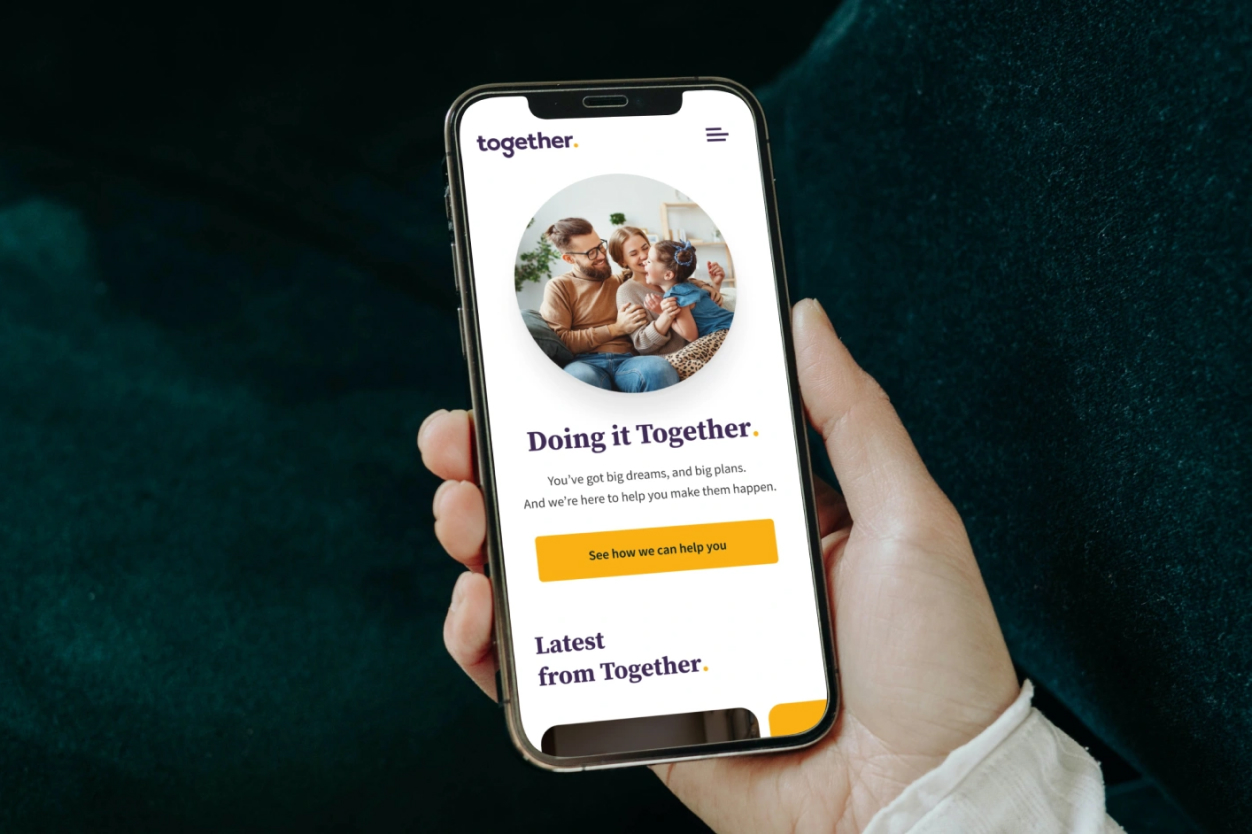 together.
Doing it Together.
You've got big dreams, and big plans.
And we're here to help you make them happen.
See how we can help you
Latest
from Together.